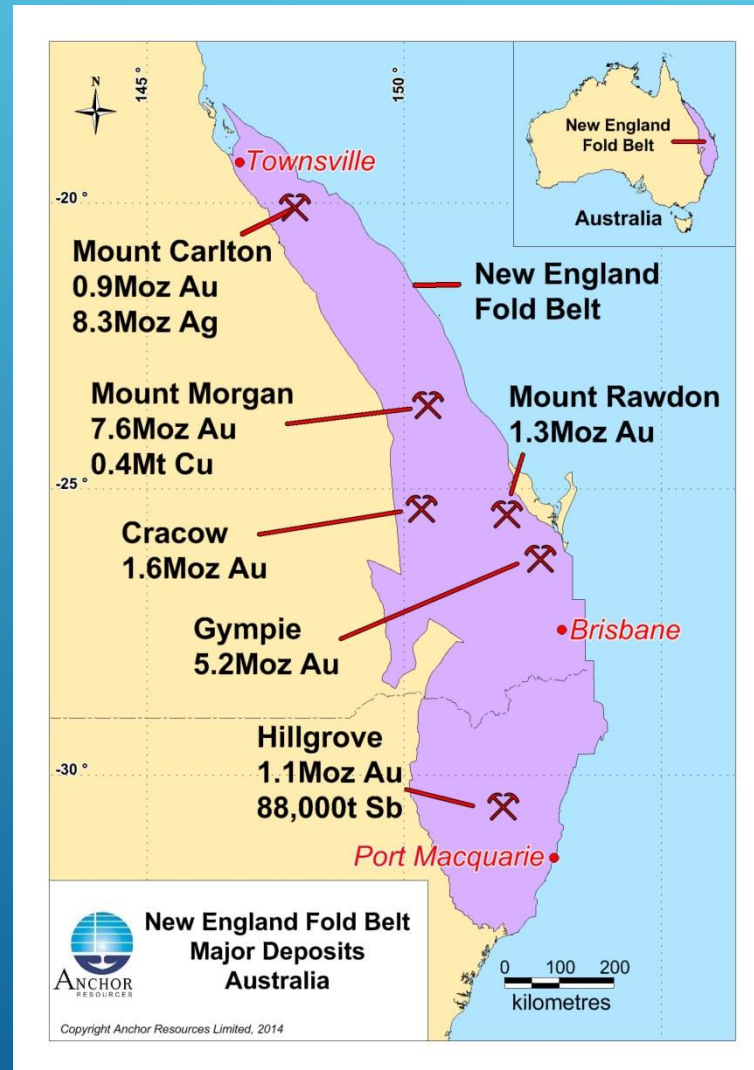 N
145 °
150 °
New England
Fold Belt
Australia
Townsville
-20 °
Mount Carlton
0.9Moz Au
8.3Moz Ag
New England
Fold Belt
Mount Morgan
7.6Moz Au
0.4Mt Cu
Mount Rawdon
1.3Moz Au
-25 °
Cracow
1.6Moz Au
Gympie
5.2Moz Au
Brisbane
Hillgrove
1.1Moz Au
88,000t Sb
-30 °
Port Macquarie
ANCHOR
RESOURCES
New England Fold Belt
Major Deposits
Australia
0 100 200
kilometres
Copyright Anchor Resources Limited, 2014